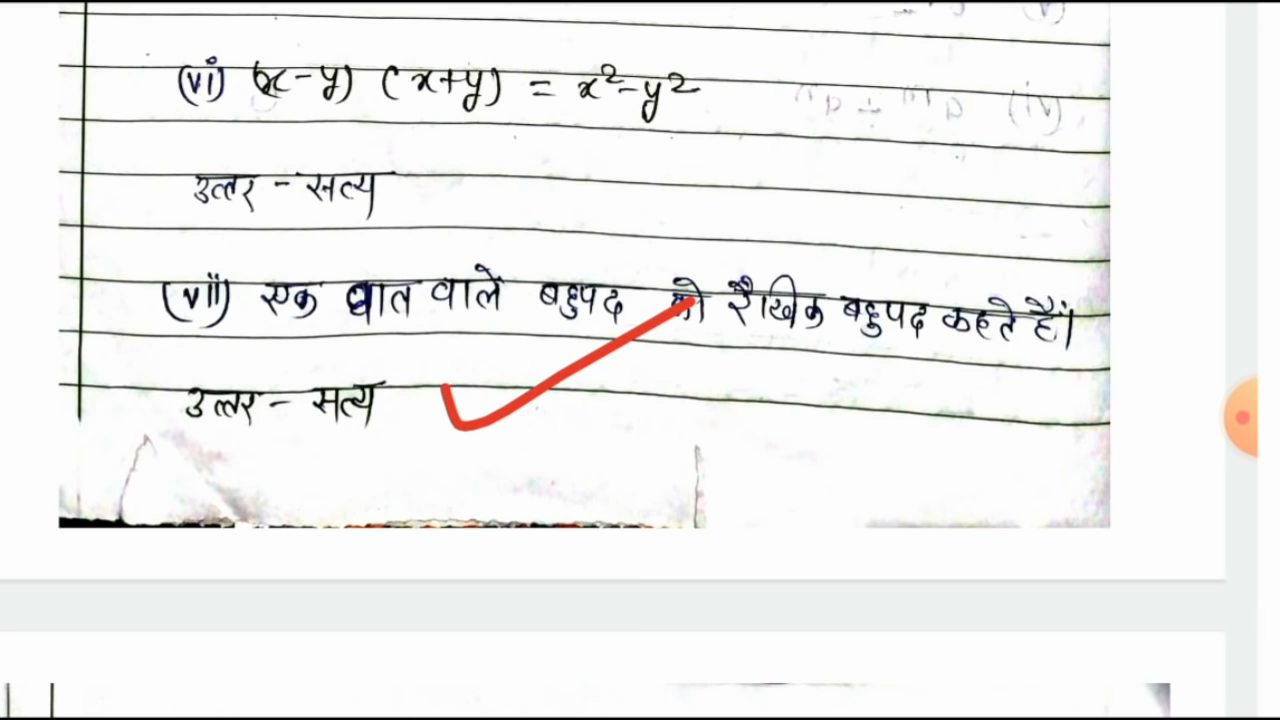 (vi) (x-y) (x+y) = x²-y²
उत्तर - सत्य
(vii) एक घात वाले बहुपद को रैखिक बहुपद कहते हैं।
उत्तर - सत्य